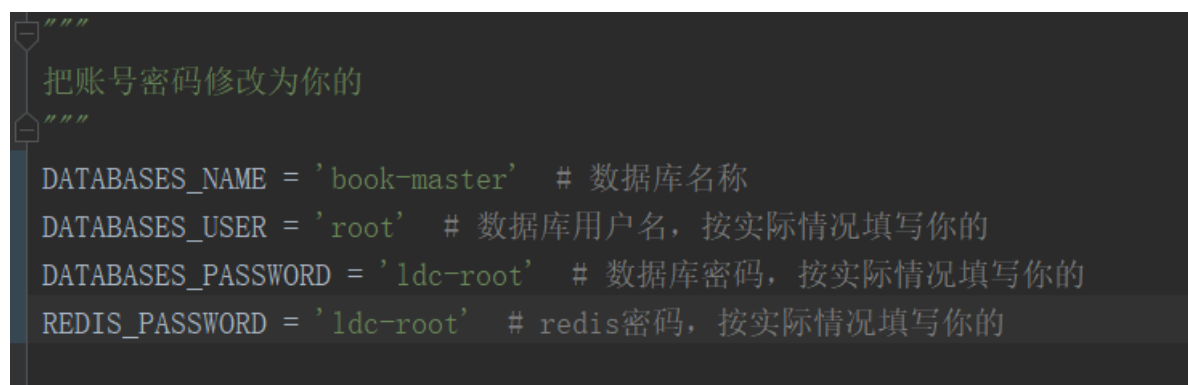 """
把账号密码修改为你的
"""
DATABASES_NAME = 'book-master'  # 数据库名称
DATABASES_USER = 'root'  # 数据库用户名，按实际情况填写你的
DATABASES_PASSWORD = 'ldc-root'  # 数据库密码，按实际情况填写你的
REDIS_PASSWORD = 'ldc-root'  # redis密码，按实际情况填写你的